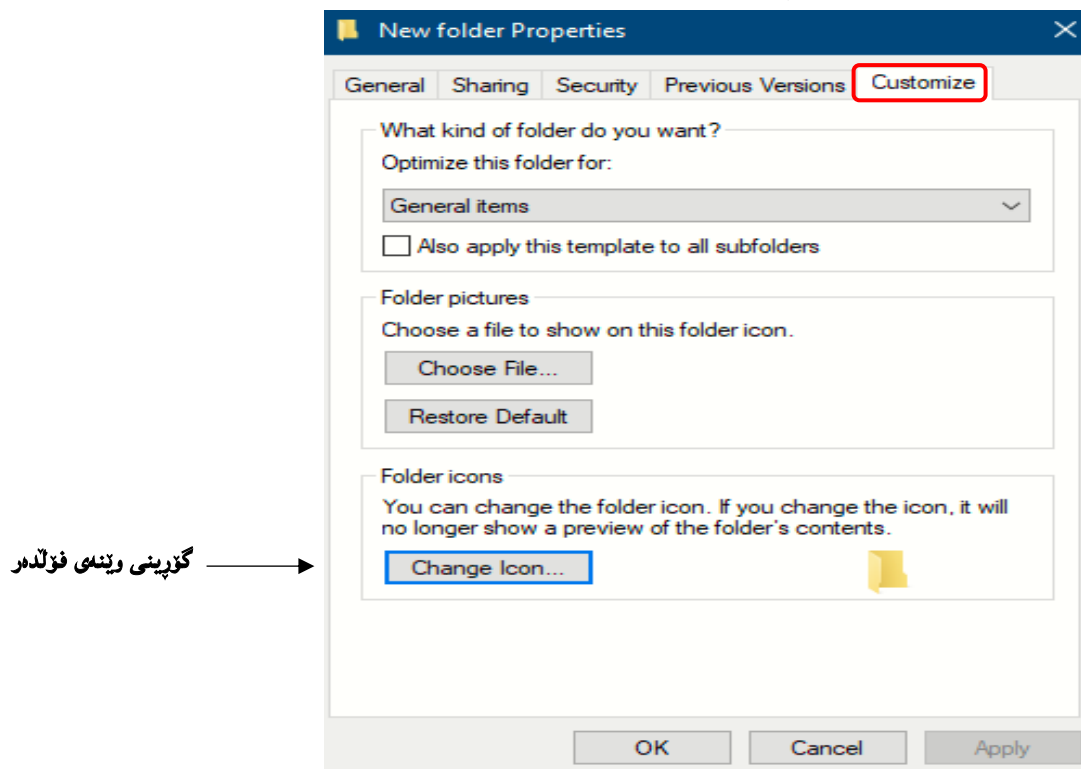 New folder Properties
General Sharing Security Previous Versions Customize
What kind of folder do you want?
Optimize this folder for:
General items
Also apply this template to all subfolders
Folder pictures
Choose a file to show on this folder icon.
Choose File...
Restore Default
Folder icons
You can change the folder icon. If you change the icon, it will
no longer show a preview of the folder's contents.
گۆڕینی وێنەی فۆڵدەر
Change Icon...
OK Cancel Apply